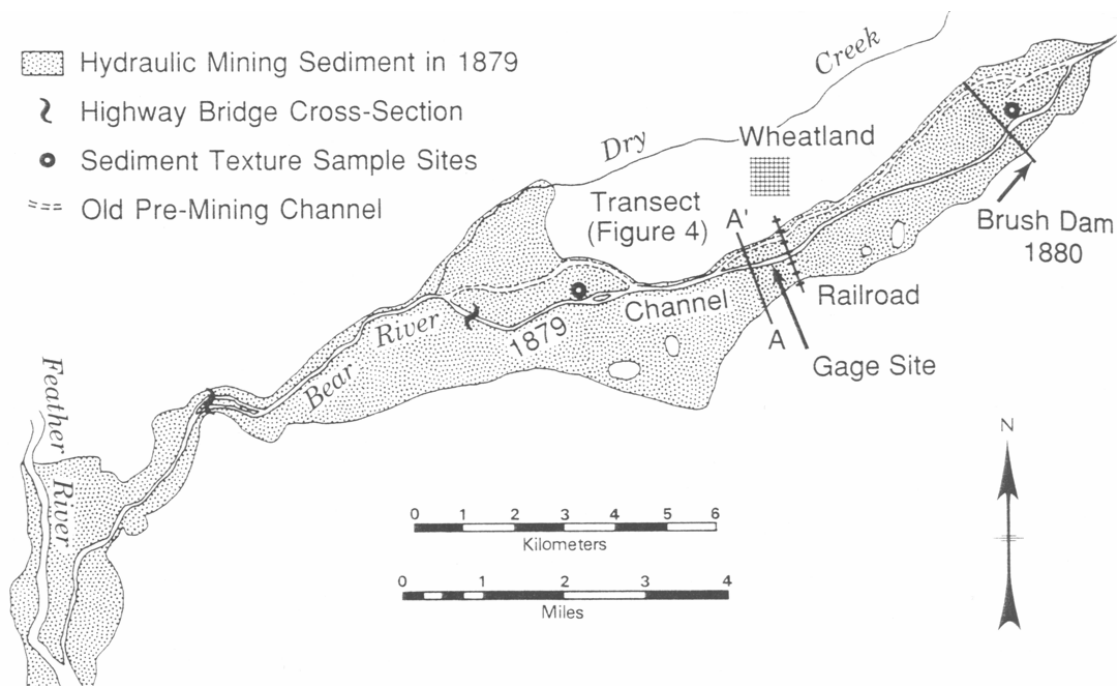 Hydraulic Mining Sediment in 1879
Highway Bridge Cross-Section
Sediment Texture Sample Sites
Old Pre-Mining Channel
Creek
Dry
Wheatland
Transect
(Figure 4)
A'
Brush Dam
1880
Railroad
Channel
1879
A
Gage Site
River
Bear
Feather
River
N
0 1 2 3 4 5 6
Kilometers
0 1 2 3 4
Miles